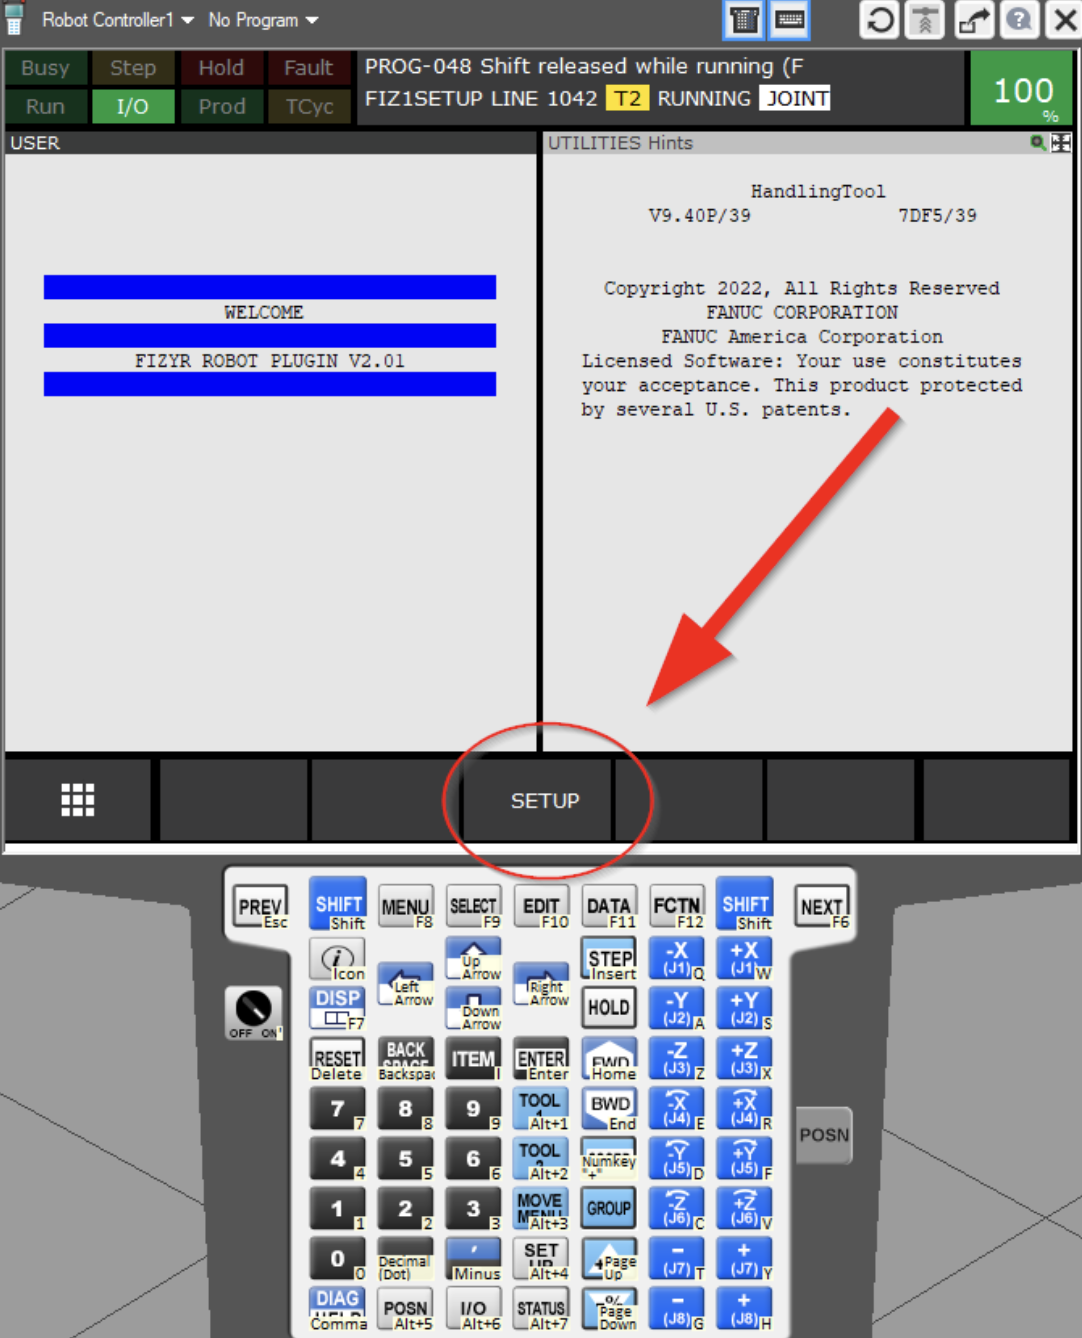 Robot Controller1 No Program
Busy Step Hold Fault
Run I/O Prod TCyc
PROG-048 Shift released while running (F
FIZ1SETUP LINE 1042 T2 RUNNING JOINT
100
%
USER
WELCOME
FIZYR ROBOT PLUGIN V2.01
UTILITIES Hints
HandlingTool
V9.40P/39 7DF5/39
Copyright 2022, All Rights Reserved
FANUC CORPORATION
FANUC America Corporation
Licensed Software: Your use constitutes
your acceptance. This product protected
by several U.S. patents.
SETUP
PREV Esc SHIFT Shift MENU F8 SELECT F9 EDIT F10 DATA F11 FCTN F12 SHIFT Shift NEXT F6
i Icon Left Arrow Up Arrow Right Arrow STEP Insert -X (J1) Q +X (J1) W
OFF ON DISP F7 Down Arrow HOLD -Y (J2) A +Y (J2) S
RESET Delete BACK Backspac ITEM I ENTER Enter FWD Home -Z (J3) Z +Z (J3) X
7 7 8 8 9 9 TOOL 1 Alt+1 BWD End -X (J4) E +X (J4) R
POSN
4 4 5 5 6 6 TOOL 2 Alt+2 Numkey "+" -Y (J5) D +Y (J5) F
1 1 2 2 3 3 MOVE MENU Alt+3 GROUP -Z (J6) C +Z (J6) V
0 0 Decimal (Dot) , Minus SET UP Alt+4 + Page Up - (J7) T + (J7) Y
DIAG HELP Comma POSN Alt+5 I/O Alt+6 STATUS Alt+7 -% Page Down - (J8) G + (J8) H